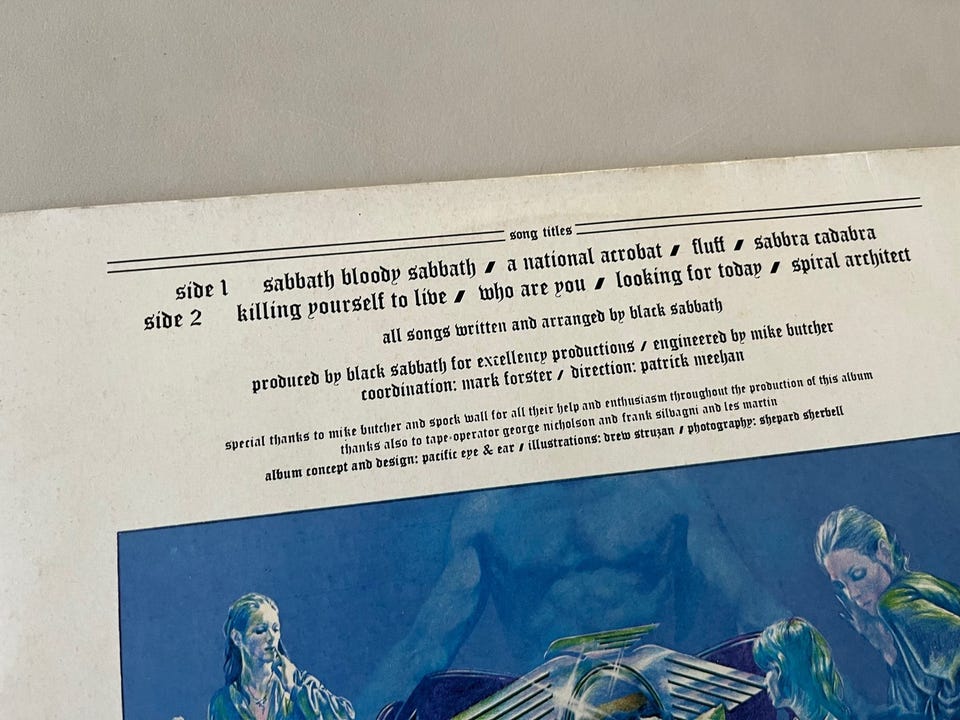 song titles
side 1 sabbath bloody sabbath / a national acrobat / fluff / sabbra cadabra
side 2 killing yourself to live / who are you / looking for today / spiral architect
all songs written and arranged by black sabbath
produced by black sabbath for excellency productions / engineered by mike butcher
coordination: mark forster / direction: patrick meehan
special thanks to mike butcher and spock wall for all their help and enthusiasm throughout the production of this album
thanks also to tape-operator george nicholson and frank silvagni and les martin
album concept and design: pacific eye & ear / illustrations: drew struzan / photography: shepard sherbell